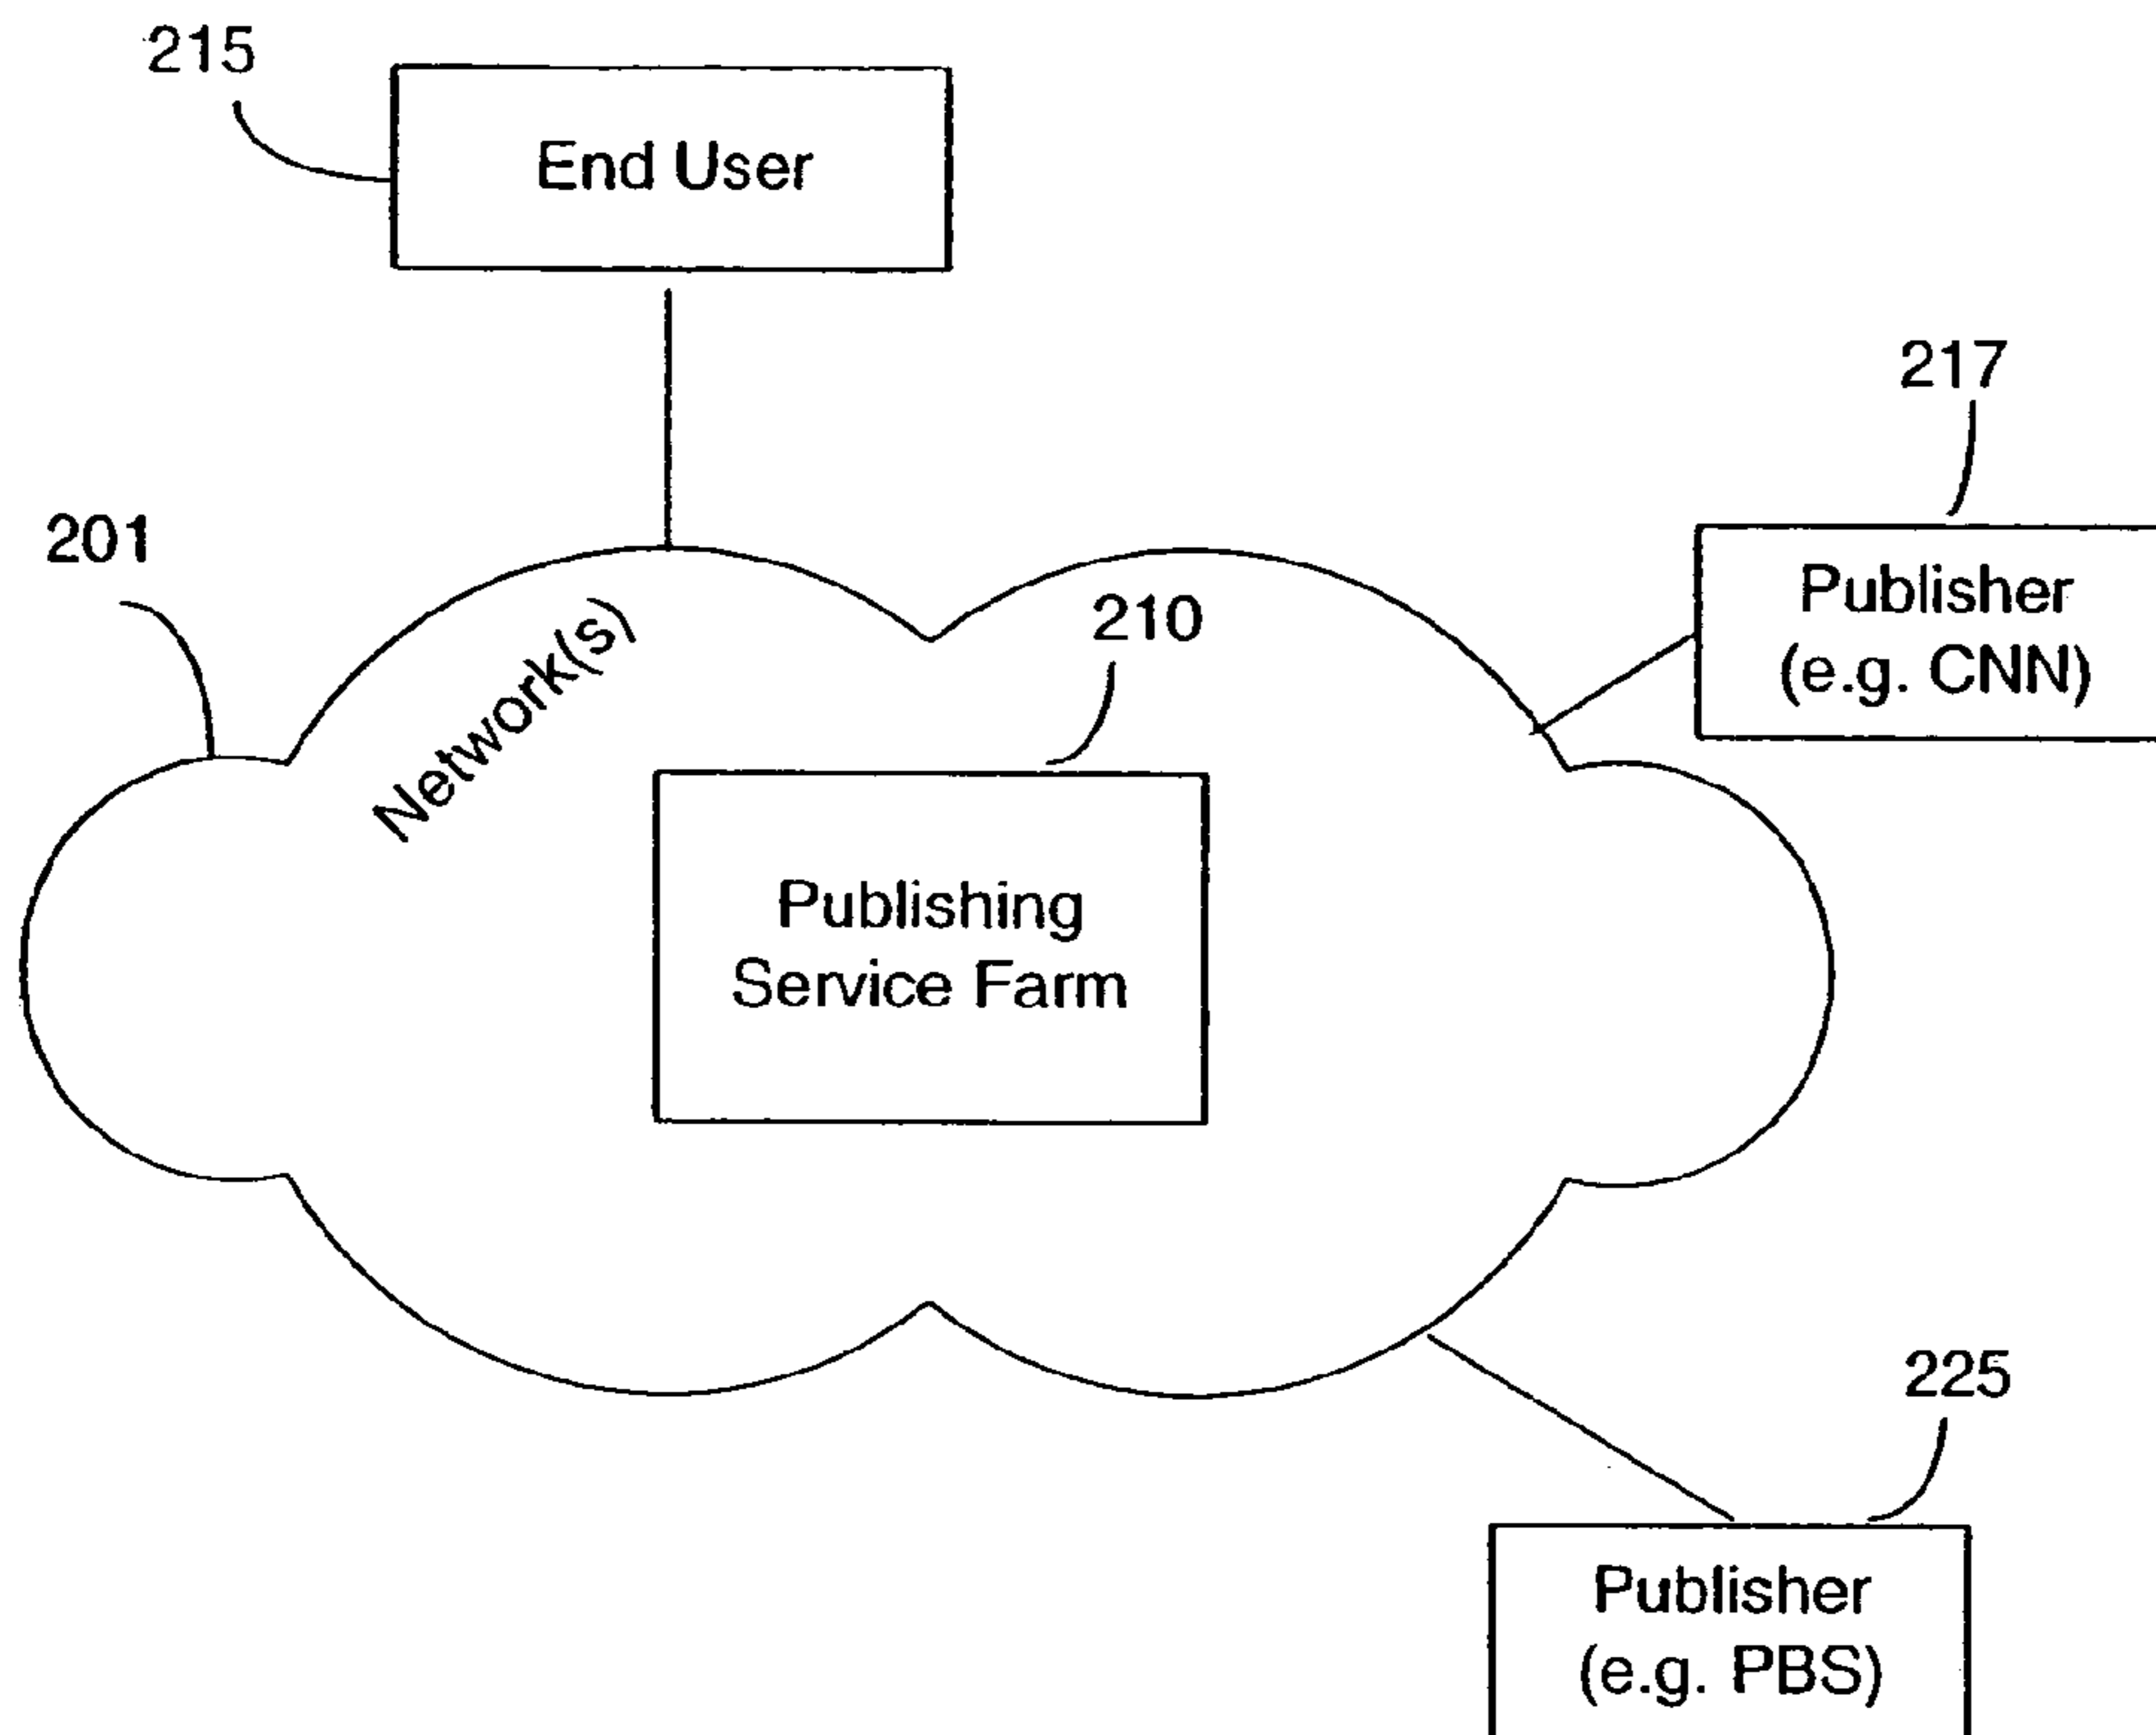 215
End User
217
Publisher
(e.g. CNN)
201
Network(s)
210
Publishing
Service Farm
225
Publisher
(e.g. PBS)